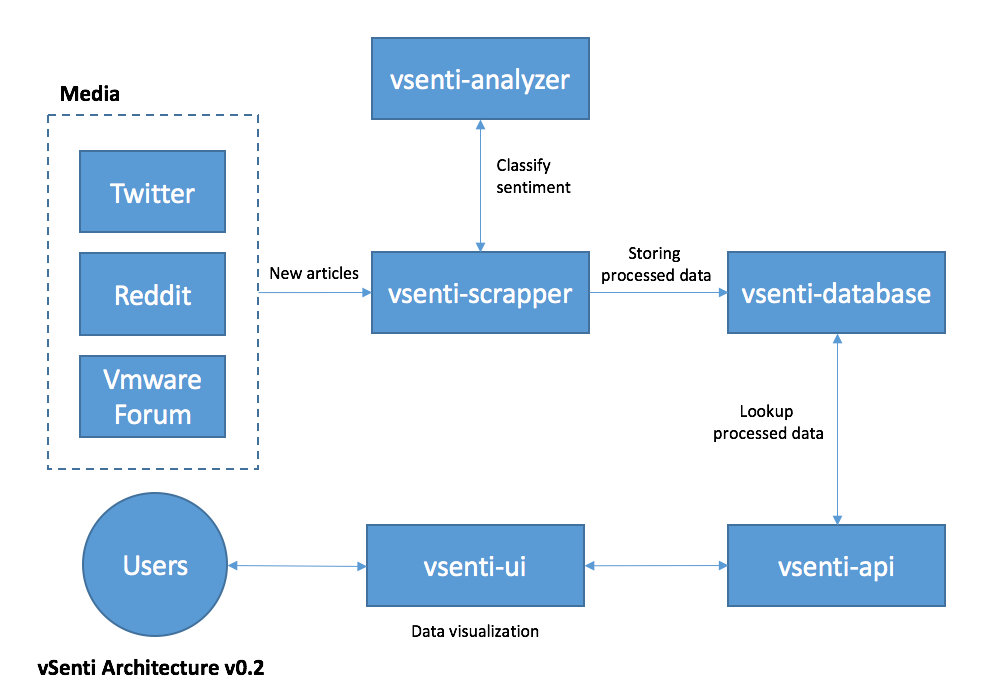 vsenti-analyzer
Media
Classify
sentiment
Twitter
Reddit
Vmware
Forum
New articles
vsenti-scrapper
Storing
processed data
vsenti-database
Lookup
processed data
Users
vsenti-ui
vsenti-api
Data visualization
vSenti Architecture v0.2